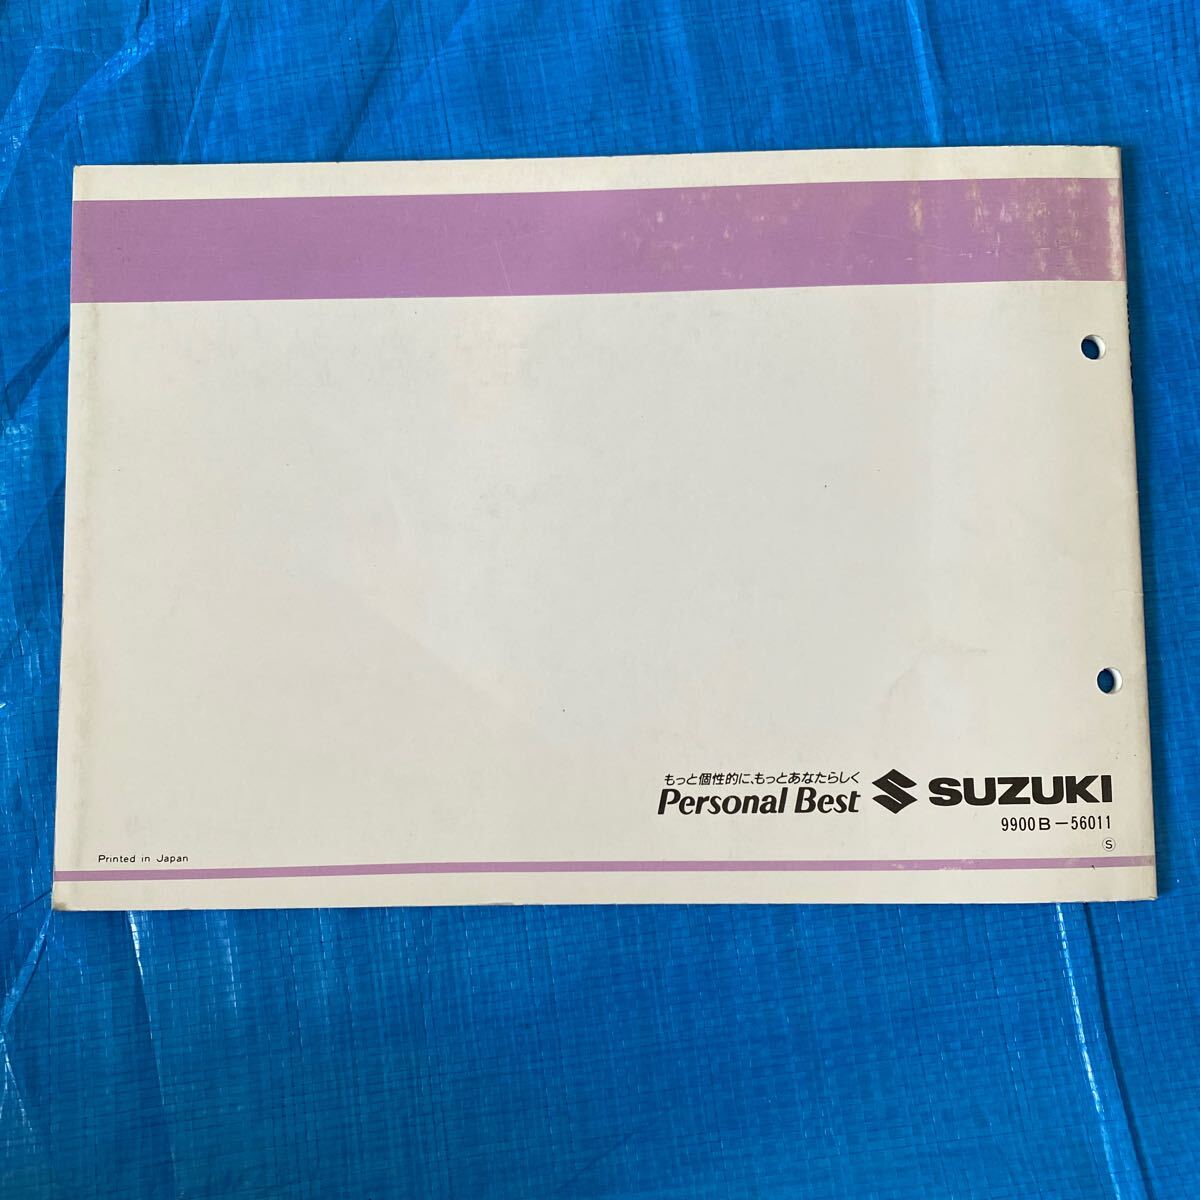 もっと個性的に、もっとあなたらしく
Personal Best SUZUKI
9900B-56011
S
Printed in Japan